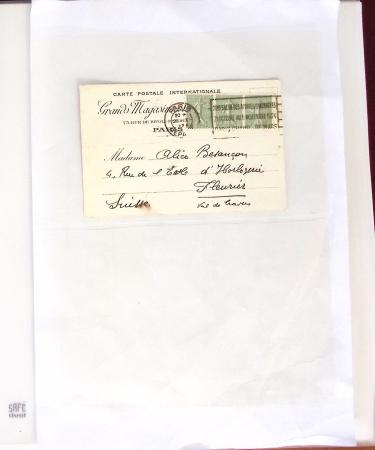 CARTE POSTALE INTERNATIONALE
Grands Magasins
PARIS
Madame Alice Besançon
4, Rue de l'Ecole d'Horlogerie
Fleurier
Suisse
Val de Travers
SAFE
dual